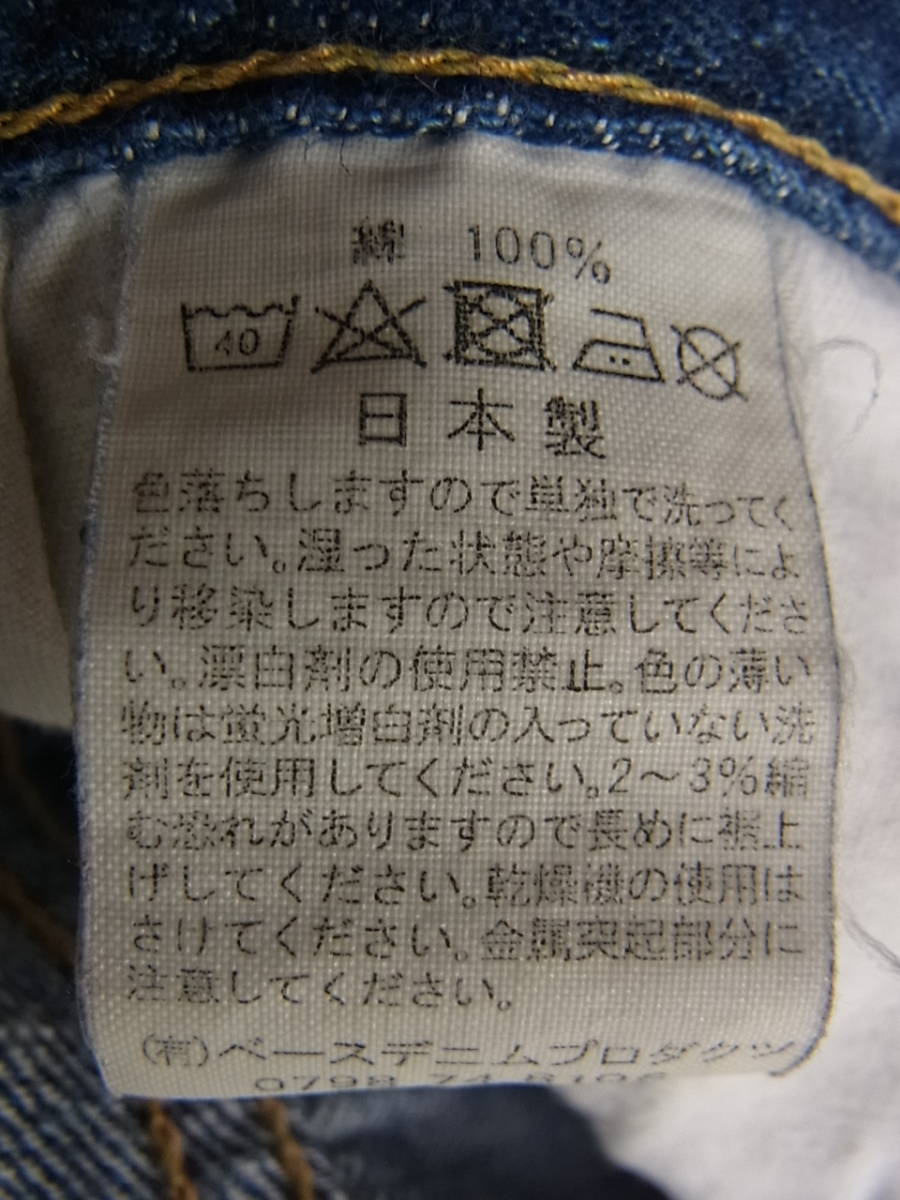 綿 100%
40
日本製
色落ちしますので単独で洗ってく
ださい。湿った状態や摩擦等によ
り移染しますので注意してくださ
い。漂白剤の使用禁止。色の薄い
物は蛍光増白剤の入っていない洗
剤を使用してください。2～3%縮
む恐れがありますので長めに裾上
げしてください。乾燥機の使用は
さけてください。金属突起部分に
注意してください。
(有)ベースデニムプロダクツ
0798 74